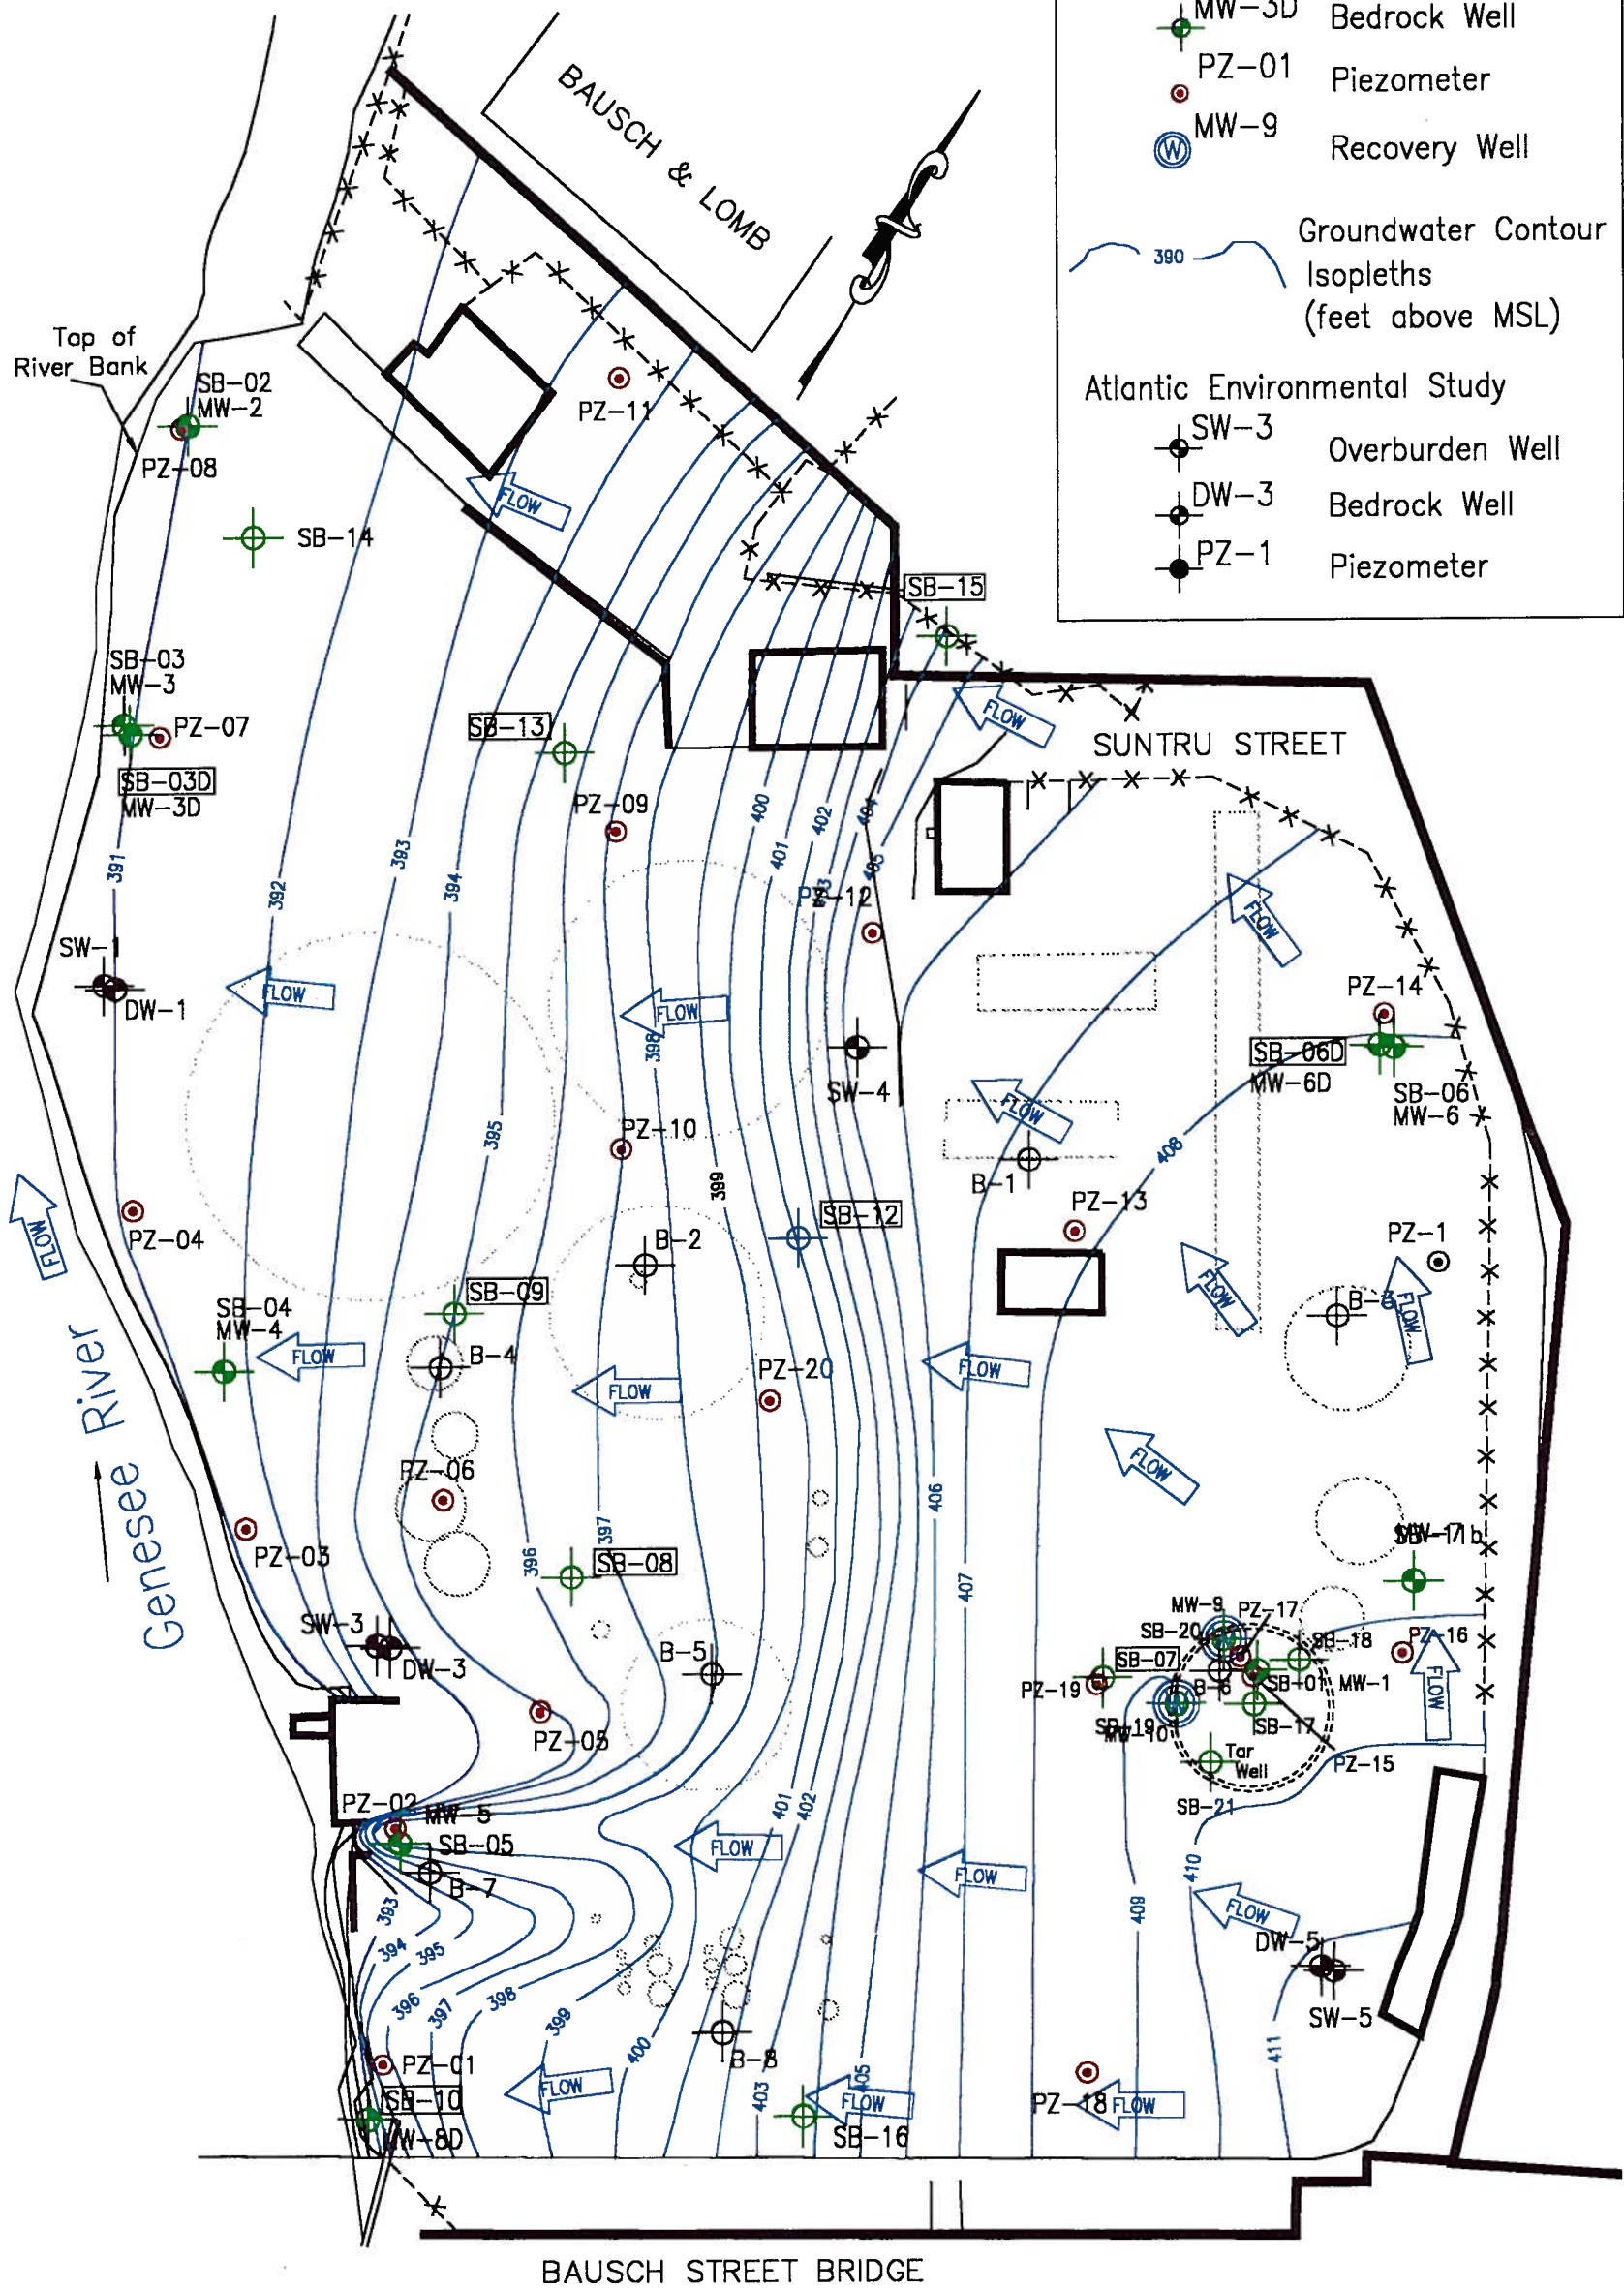 MW-3D Bedrock Well
PZ-01 Piezometer
MW-9 Recovery Well
W
Groundwater Contour
390
Isopleths
(feet above MSL)
Atlantic Environmental Study
SW-3 Overburden Well
DW-3 Bedrock Well
PZ-1 Piezometer
BAUSCH & LOMB
Top of
River Bank
SB-02
MW-2
PZ-08
PZ-11
FLOW
SB-14
SB-15
SB-03
MW-3
PZ-07
SB-03D
MW-3D
SB-13
FLOW
SUNTRU STREET
PZ-09
391
392
393
394
400
401
402
403
404
405
PZ-12
FLOW
SW-1
DW-1
FLOW
FLOW
398
PZ-14
SB-06D
MW-6D
SB-06
MW-6
SW-4
FLOW
395
PZ-10
399
408
B-1
PZ-13
SB-12
PZ-04
FLOW
B-2
PZ-1
SB-09
B-3
FLOW
FLOW
SB-04
MW-4
FLOW
B-4
FLOW
PZ-20
FLOW
Genesee River
PZ-06
FLOW
406
397
396
407
PZ-03
SB-08
MW-9
PZ-17
SB-20
SB-18
PZ-16
SW-3
DW-3
B-5
SB-07
B-6
SB-01
MW-1
FLOW
PZ-19
W
W
SB-19
MW-10
SB-17
PZ-05
Tar
Well
PZ-15
SB-21
PZ-02
MW-5
SB-05
B-7
401
402
FLOW
FLOW
410
409
FLOW
393
394
395
396
397
398
399
400
DW-5
SW-5
411
B-8
PZ-01
SB-10
MW-8D
FLOW
403
405
FLOW
SB-16
PZ-18
FLOW
BAUSCH STREET BRIDGE